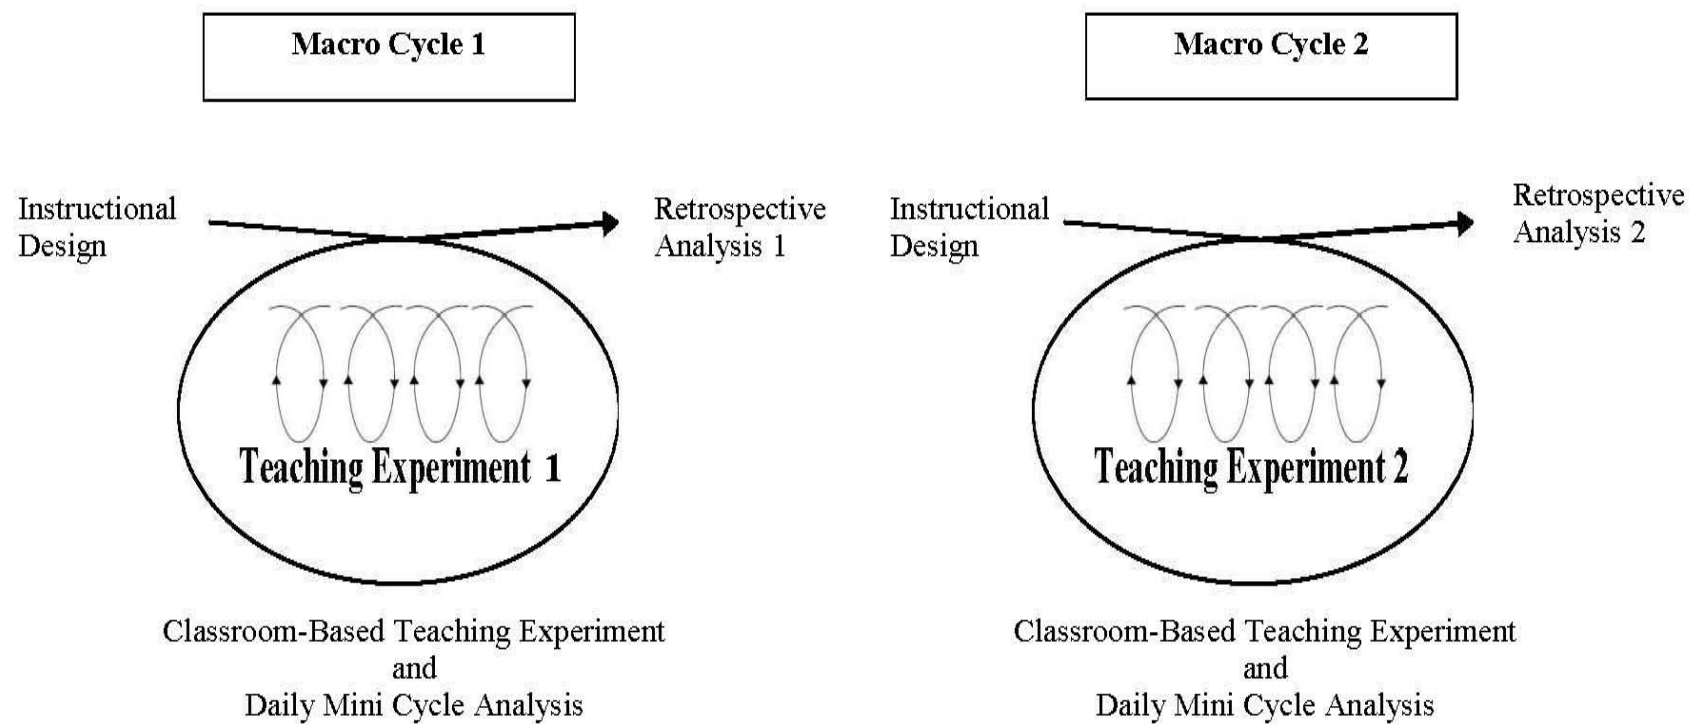 Macro Cycle 1
Macro Cycle 2
Instructional
Design
Retrospective
Analysis 1
Instructional
Design
Retrospective
Analysis 2
Teaching Experiment 1
Teaching Experiment 2
Classroom-Based Teaching Experiment
and
Daily Mini Cycle Analysis
Classroom-Based Teaching Experiment
and
Daily Mini Cycle Analysis